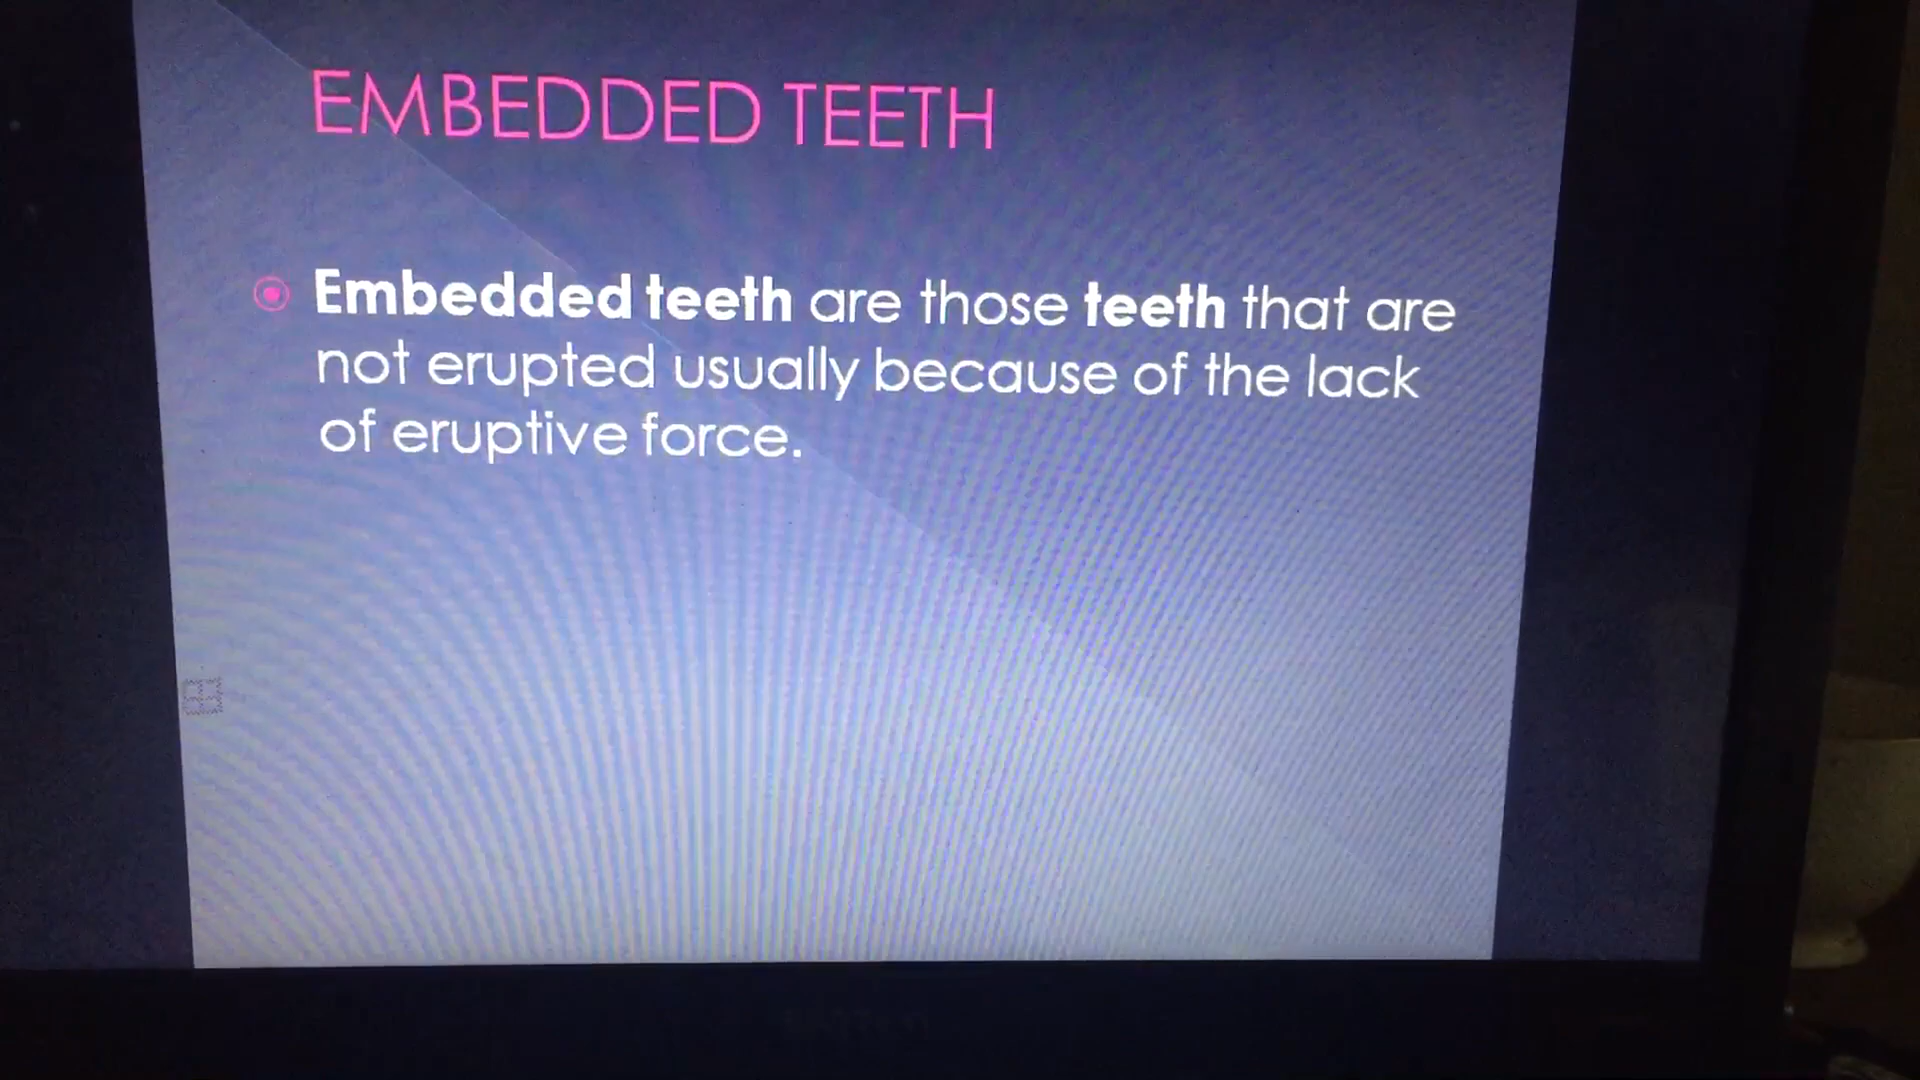 EMBEDDED TEETH
Embedded teeth are those teeth that are
not erupted usually because of the lack
of eruptive force.